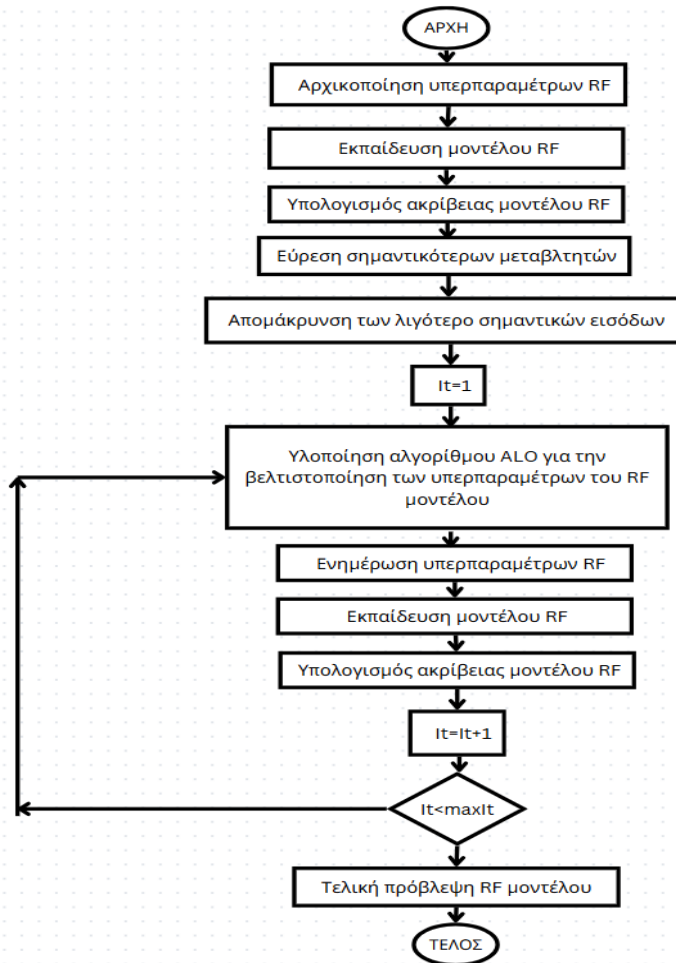 ΑΡΧΗ
Αρχικοποίηση υπερπαραμέτρων RF
Εκπαίδευση μοντέλου RF
Υπολογισμός ακρίβειας μοντέλου RF
Εύρεση σημαντικότερων μεταβλτητών
Απομάκρυνση των λιγότερο σημαντικών εισόδων
It=1
Υλοποίηση αλγορίθμου ALO για την
βελτιστοποίηση των υπερπαραμέτρων του RF
μοντέλου
Ενημέρωση υπερπαραμέτρων RF
Εκπαίδευση μοντέλου RF
Υπολογισμός ακρίβειας μοντέλου RF
It=It+1
It<maxIt
Τελική πρόβλεψη RF μοντέλου
ΤΕΛΟΣ